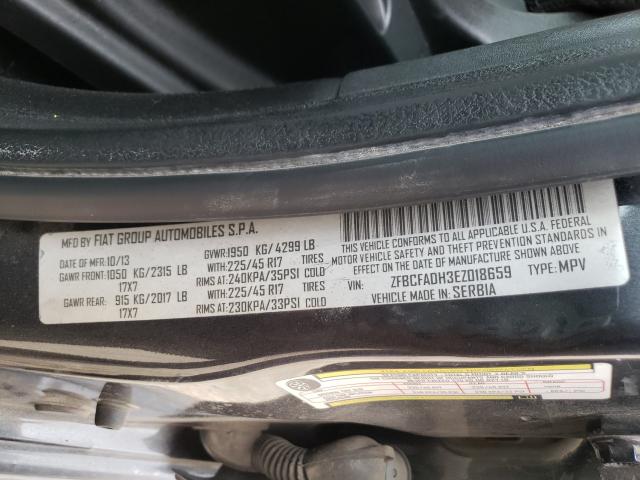 MFD BY FIAT GROUP AUTOMOBILES S.P.A.
DATE OF MFR.10/13 GVWR:1950 KG/4299 LB
GAWR FRONT:1050 KG/2315 LB WITH:225/45 R17 TIRES
17X7 RIMS AT:240KPA/35PSI COLD
GAWR REAR: 915 KG/2017 LB WITH:225/45 R17 TIRES
17X7 RIMS AT:230KPA/33PSI COLD
THIS VEHICLE CONFORMS TO ALL APPLICABLE U.S.A. FEDERAL
MOTOR VEHICLE SAFETY AND THEFT PREVENTION STANDARDS IN
EFFECT ON THE DATE OF MANUFACTURE SHOWN ABOVE
VIN: ZFBCFADH3EZ018659 TYPE: MPV
VEHICLE MADE IN SERBIA